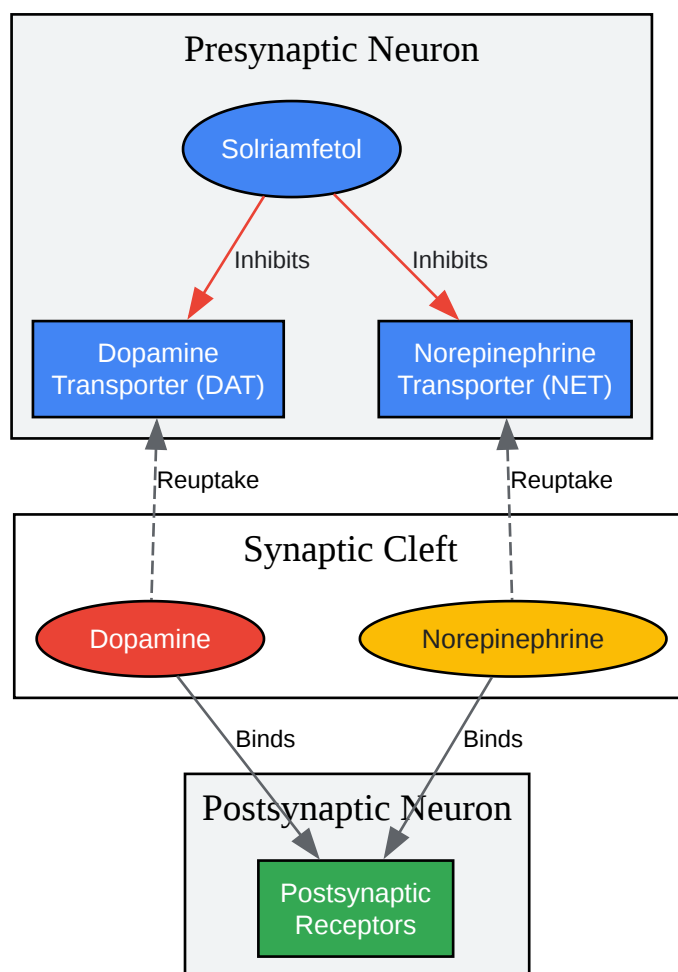 Presynaptic Neuron
Solriamfetol
Inhibits
Inhibits
Dopamine
Transporter (DAT)
Norepinephrine
Transporter (NET)
Reuptake
Reuptake
Synaptic Cleft
Dopamine
Norepinephrine
Binds
Binds
Postsynaptic Neuron
Postsynaptic
Receptors